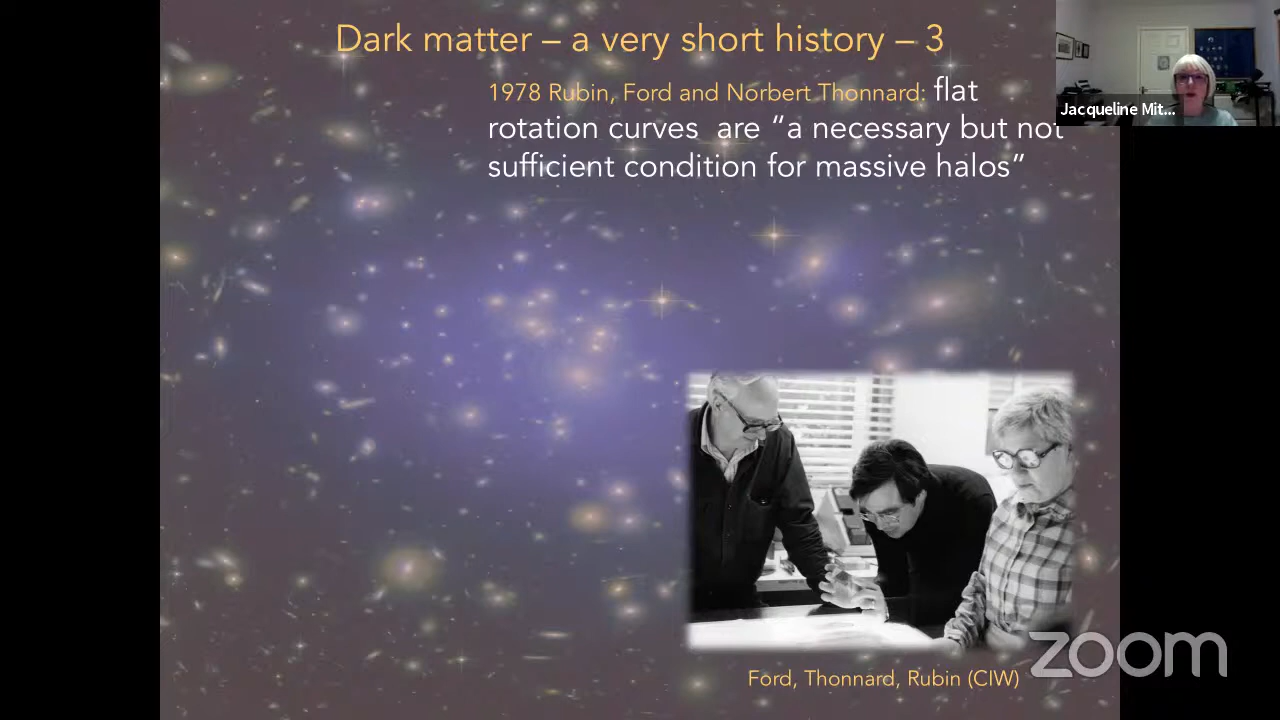 Dark matter – a very short history – 3
1978 Rubin, Ford and Norbert Thonnard: flat
rotation curves are “a necessary but not
sufficient condition for massive halos”
Jacqueline Mit...
Ford, Thonnard, Rubin (CIW)
zoom